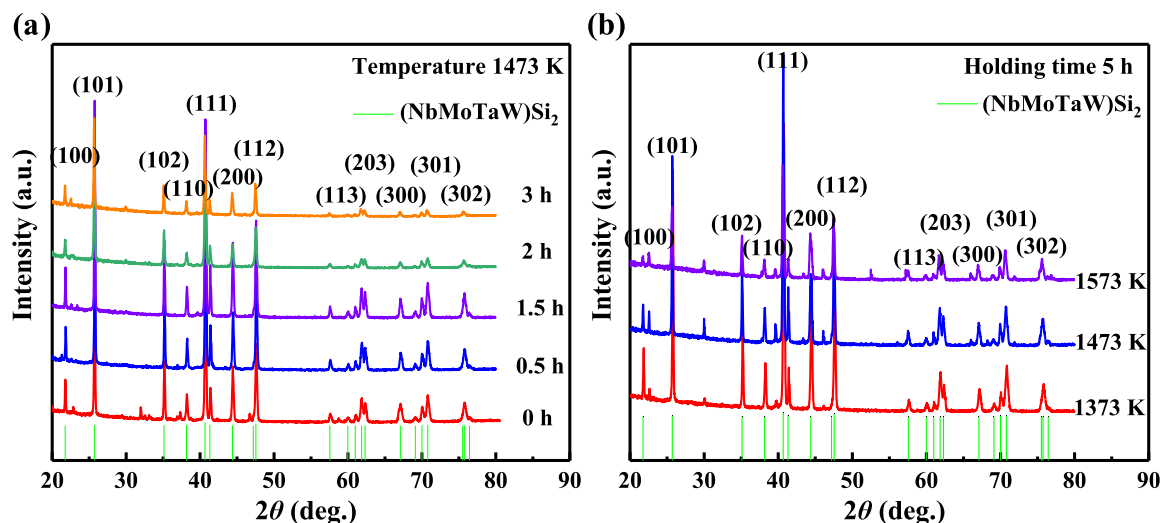 (a)
Temperature 1473 K
(NbMoTaW)Si2
(101)
(111)
(100)
(102)
(110)
(200)
(112)
(113)
(203)
(300)
(301)
(302)
3 h
2 h
1.5 h
0.5 h
0 h
Intensity (a.u.)
20 30 40 50 60 70 80 90
2θ (deg.)
(b)
Holding time 5 h
(NbMoTaW)Si2
(111)
(101)
(100)
(102)
(110)
(200)
(112)
(113)
(203)
(300)
(301)
(302)
1573 K
1473 K
1373 K
Intensity (a.u.)
20 30 40 50 60 70 80 90
2θ (deg.)